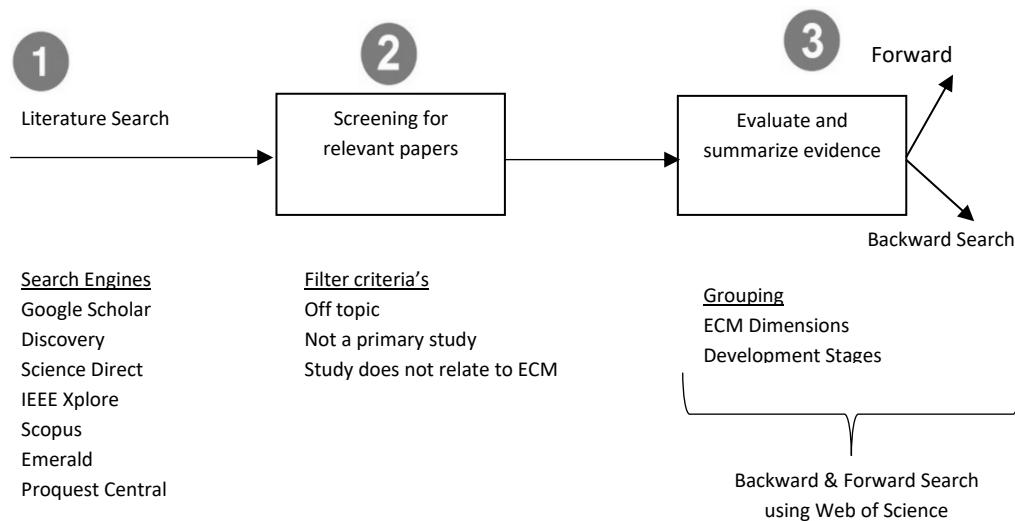 1
2
3
Forward
Literature Search
Screening for
relevant papers
Evaluate and
summarize evidence
Backward Search
Search Engines
Google Scholar
Discovery
Science Direct
IEEE Xplore
Scopus
Emerald
Proquest Central
Filter criteria's
Off topic
Not a primary study
Study does not relate to ECM
Grouping
ECM Dimensions
Development Stages
Backward & Forward Search
using Web of Science